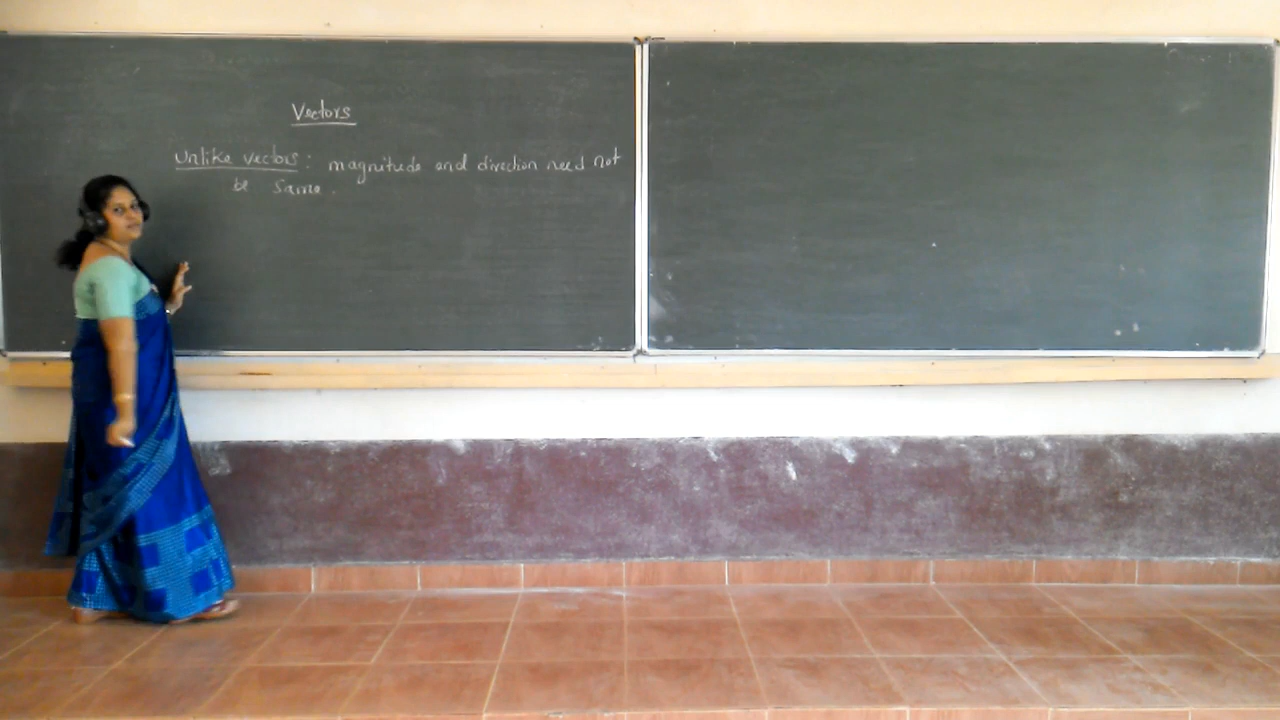 Vectors
Unlike vectors : magnitude and direction need not
be same.